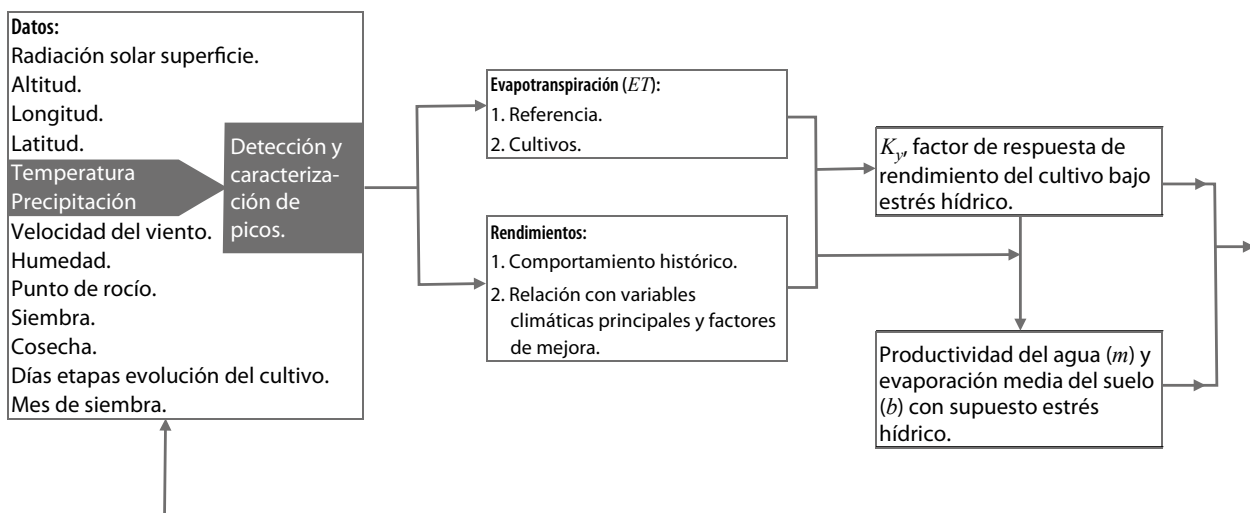 Datos:
Radiación solar superficie.
Altitud.
Longitud.
Latitud.
Temperatura
Precipitación
Velocidad del viento.
Humedad.
Punto de rocío.
Siembra.
Cosecha.
Días etapas evolución del cultivo.
Mes de siembra.
Detección y
caracteriza-
ción de
picos.
Evapotranspiración (ET):
1. Referencia.
2. Cultivos.
Rendimientos:
1. Comportamiento histórico.
2. Relación con variables
climáticas principales y factores
de mejora.
Ky, factor de respuesta de
rendimiento del cultivo bajo
estrés hídrico.
Productividad del agua (m) y
evaporación media del suelo
(b) con supuesto estrés
hídrico.